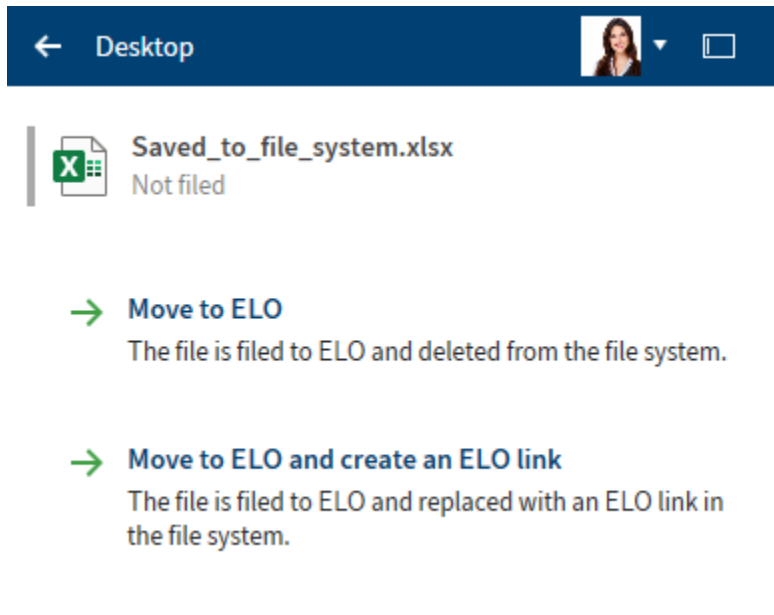 Desktop
Saved_to_file_system.xlsx
Not filed
Move to ELO
The file is filed to ELO and deleted from the file system.
Move to ELO and create an ELO link
The file is filed to ELO and replaced with an ELO link in
the file system.